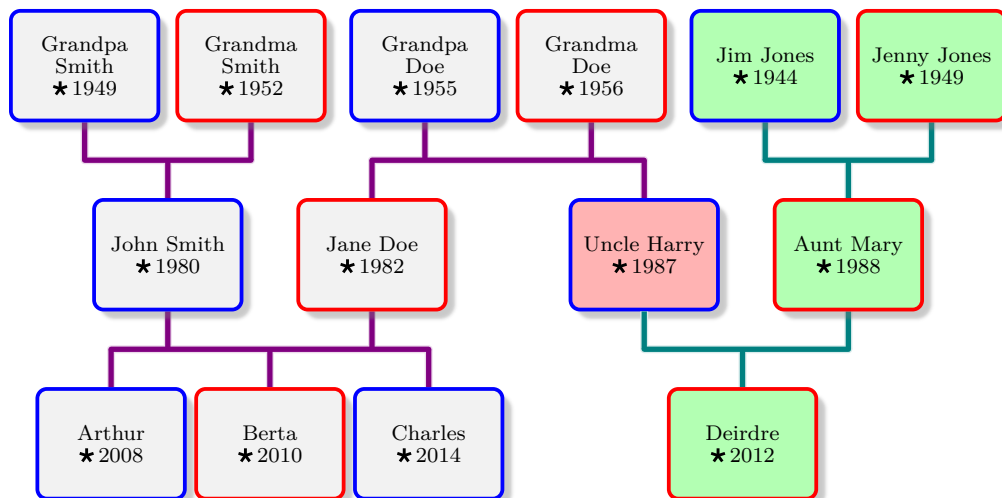 Grandpa
Smith
★1949
Grandma
Smith
★1952
Grandpa
Doe
★1955
Grandma
Doe
★1956
Jim Jones
★1944
Jenny Jones
★1949
John Smith
★1980
Jane Doe
★1982
Uncle Harry
★1987
Aunt Mary
★1988
Arthur
★2008
Berta
★2010
Charles
★2014
Deirdre
★2012